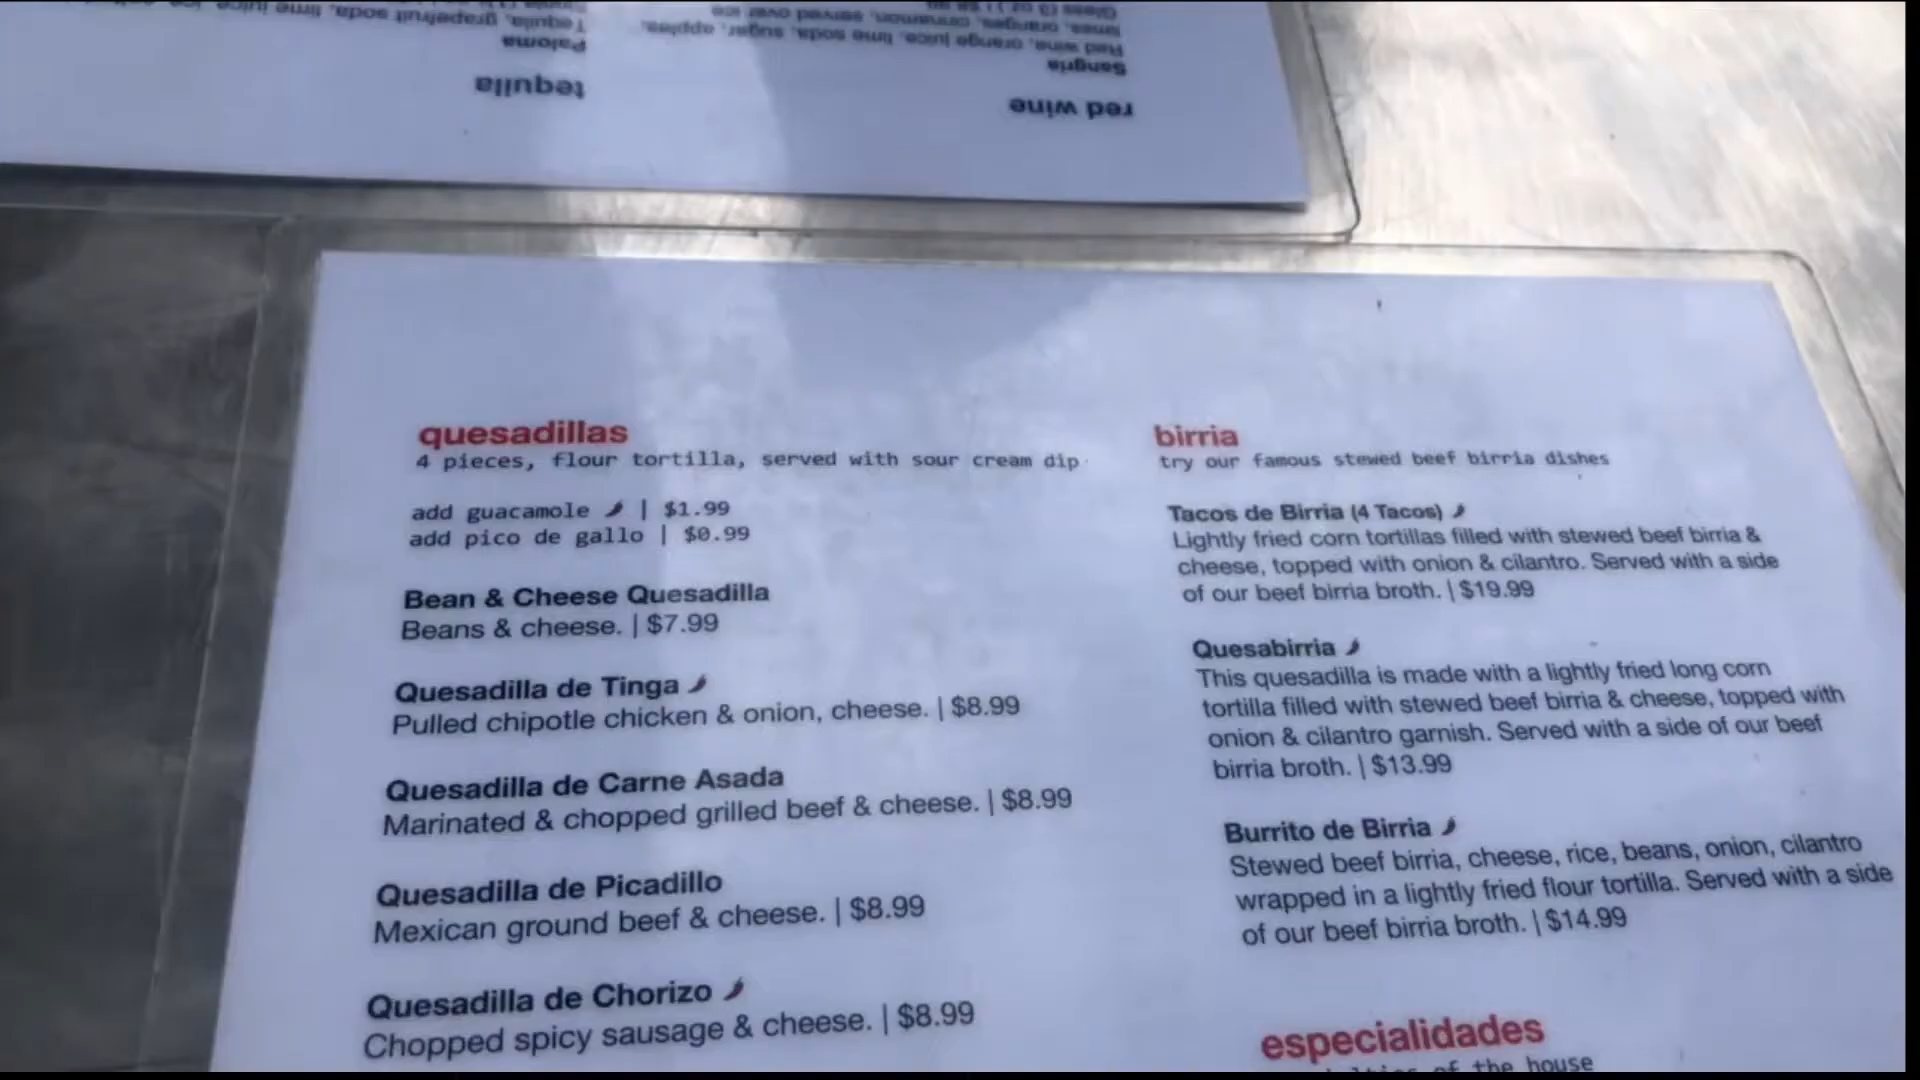 tequila
Paloma
Tequila, grapefruit soda, lime juice, ice
red wine
Sangria
Red wine, orange juice, lime soda, sugar, apples,
limes, oranges, cinnamon, served over ice
quesadillas
4 pieces, flour tortilla, served with sour cream dip
add guacamole | $1.99
add pico de gallo | $0.99
Bean & Cheese Quesadilla
Beans & cheese. | $7.99
Quesadilla de Tinga
Pulled chipotle chicken & onion, cheese. | $8.99
Quesadilla de Carne Asada
Marinated & chopped grilled beef & cheese. | $8.99
Quesadilla de Picadillo
Mexican ground beef & cheese. | $8.99
Quesadilla de Chorizo
Chopped spicy sausage & cheese. | $8.99
birria
try our famous stewed beef birria dishes
Tacos de Birria (4 Tacos)
Lightly fried corn tortillas filled with stewed beef birria &
cheese, topped with onion & cilantro. Served with a side
of our beef birria broth. | $19.99
Quesabirria
This quesadilla is made with a lightly fried long corn
tortilla filled with stewed beef birria & cheese, topped with
onion & cilantro garnish. Served with a side of our beef
birria broth. | $13.99
Burrito de Birria
Stewed beef birria, cheese, rice, beans, onion, cilantro
wrapped in a lightly fried flour tortilla. Served with a side
of our beef birria broth. | $14.99
especialidades
of the house